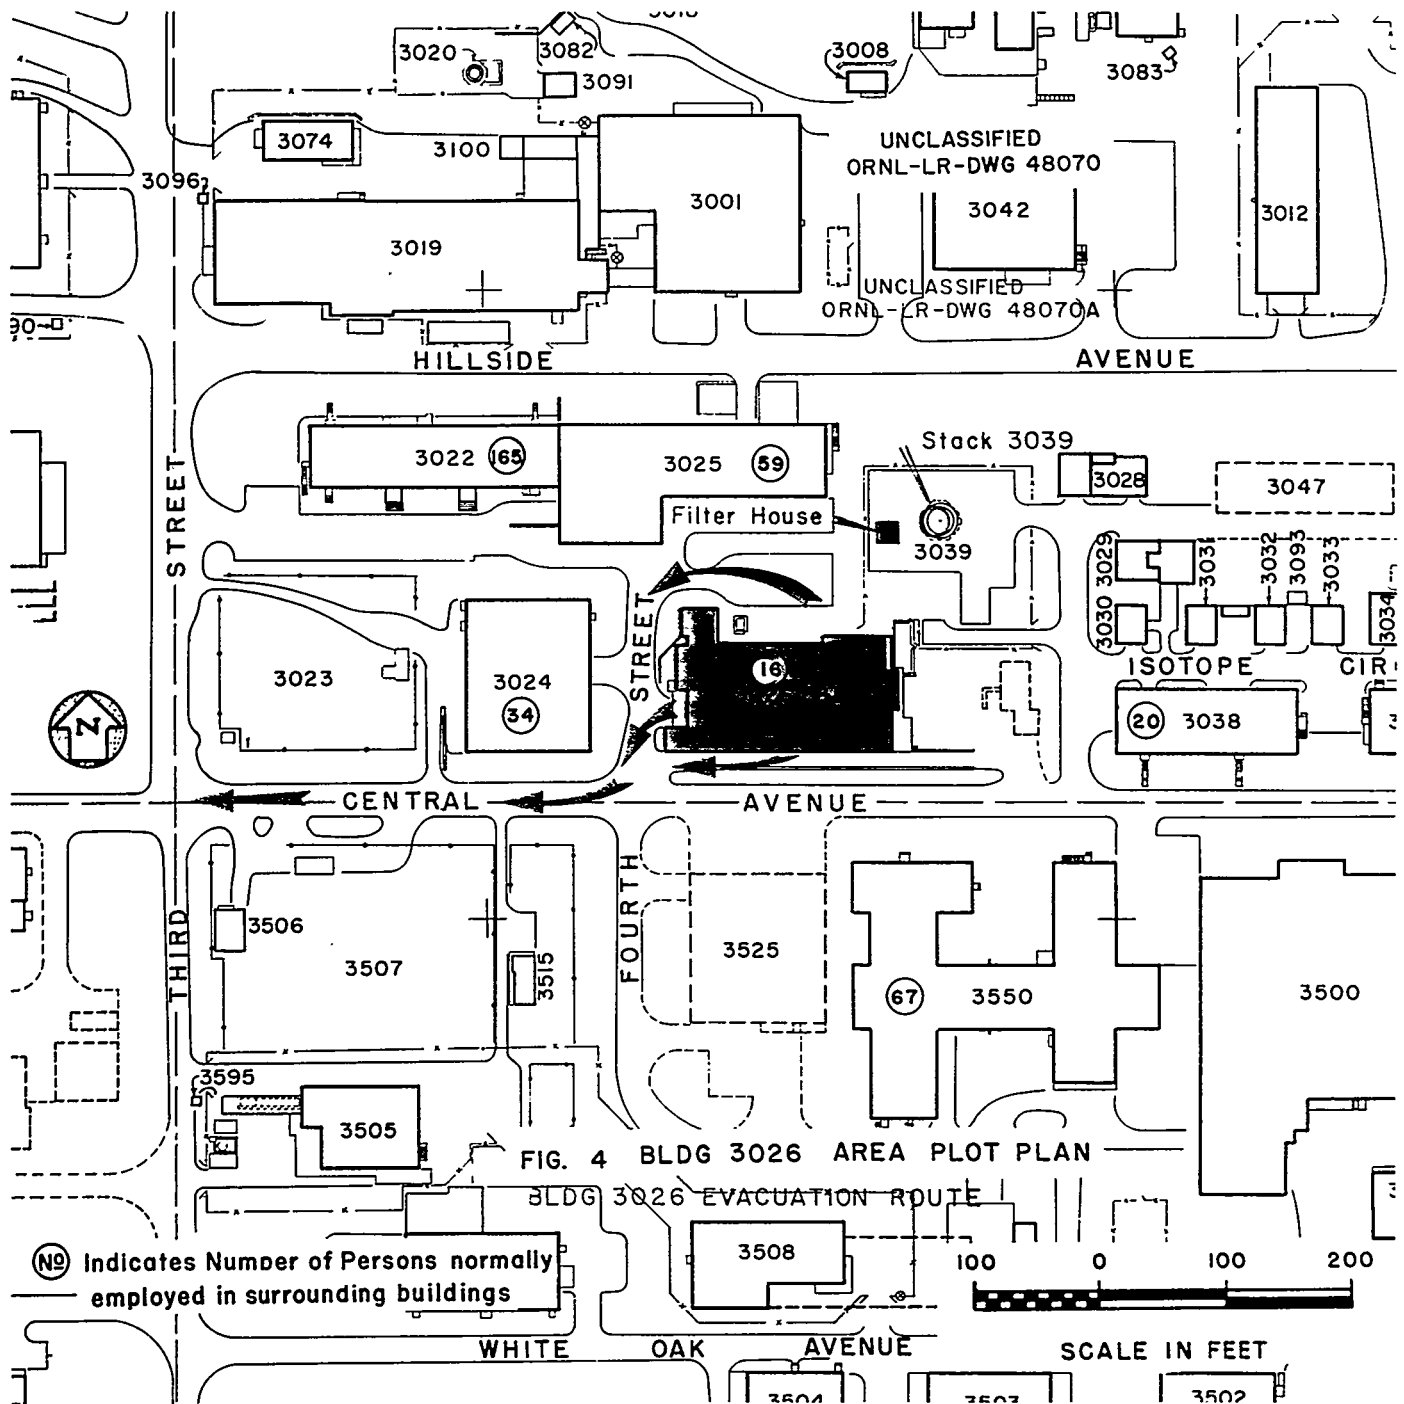 3020
3082
3091
3008
3083
3074
3100
3096
UNCLASSIFIED
ORNL-LR-DWG 48070
3001
3042
3012
3019
UNCLASSIFIED
ORNL-LR-DWG 48070A
90
HILLSIDE AVENUE
Stack 3039
3022
165
3025
59
3028
3047
Filter House
3039
3029
3031
3032
3093
3033
3030
3034
STREET
STREET
ISOTOPE CIR
3023
3024
34
16
N
20
3038
CENTRAL AVENUE
THIRD
FOURTH
3506
3507
3515
3525
67
3550
3500
3595
3505
FIG. 4 BLDG 3026 AREA PLOT PLAN
BLDG 3026 EVACUATION ROUTE
3508
No Indicates Number of Persons normally
employed in surrounding buildings
100 0 100 200
SCALE IN FEET
WHITE OAK AVENUE
3504
3503
3502